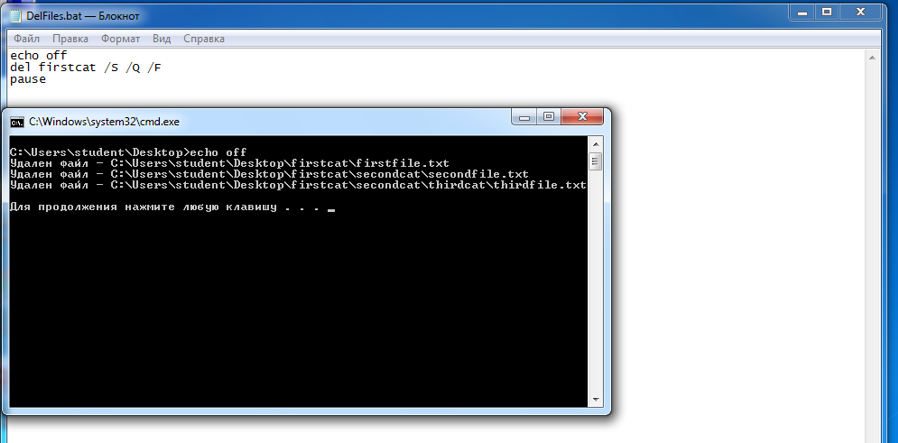 DelFiles.bat — Блокнот
Файл Правка Формат Вид Справка
echo off
del firstcat /S /Q /F
pause
C:\Windows\system32\cmd.exe
C:\Users\student\Desktop>echo off
Удален файл - C:\Users\student\Desktop\firstcat\firstfile.txt
Удален файл - C:\Users\student\Desktop\firstcat\secondcat\secondfile.txt
Удален файл - C:\Users\student\Desktop\firstcat\secondcat\thirdcat\thirdfile.txt
Для продолжения нажмите любую клавишу . . .